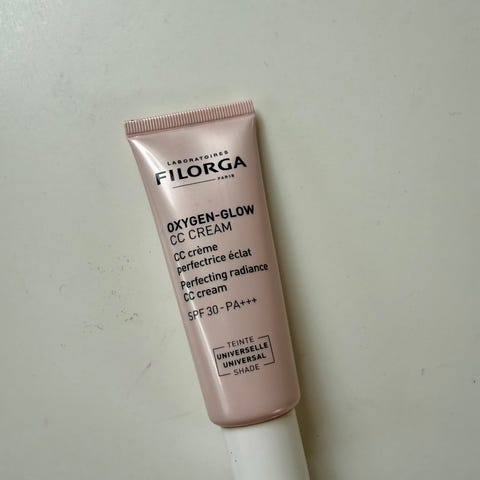 LABORATOIRES
FILORGA
PARIS
OXYGEN-GLOW
CC CREAM
CC crème
perfectrice éclat
Perfecting radiance
CC cream
SPF 30-PA+++
TEINTE
UNIVERSELLE
UNIVERSAL
SHADE